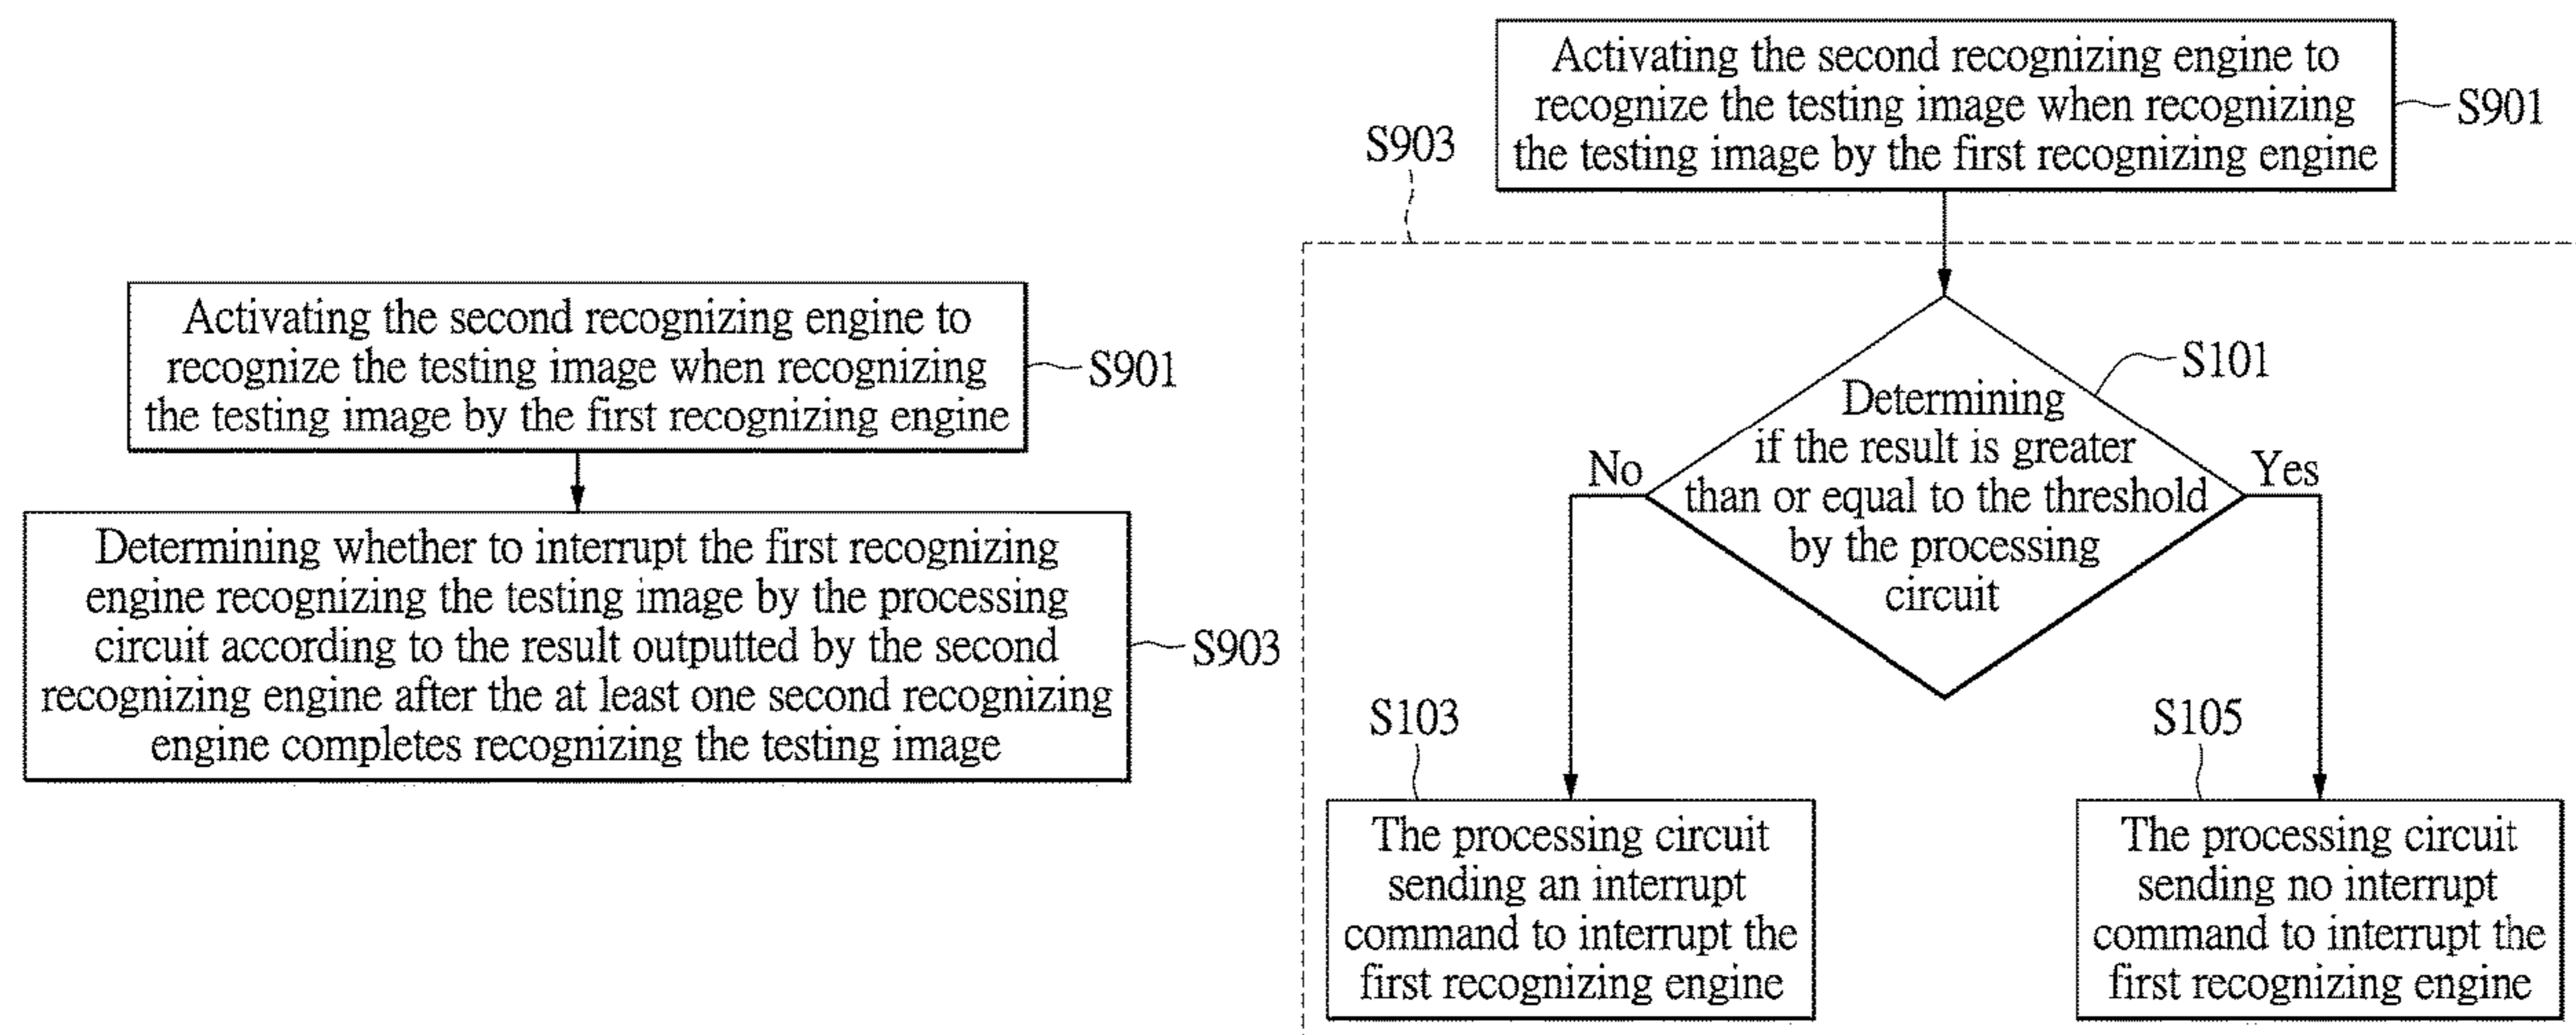 Activating the second recognizing engine to
recognize the testing image when recognizing
the testing image by the first recognizing engine
S901
Determining whether to interrupt the first recognizing
engine recognizing the testing image by the processing
circuit according to the result outputted by the second
recognizing engine after the at least one second recognizing
engine completes recognizing the testing image
S903
Activating the second recognizing engine to
recognize the testing image when recognizing
the testing image by the first recognizing engine
S901
S903
Determining
if the result is greater
than or equal to the threshold
by the processing
circuit
S101
No
Yes
S103
The processing circuit
sending an interrupt
command to interrupt the
first recognizing engine
S105
The processing circuit
sending no interrupt
command to interrupt the
first recognizing engine